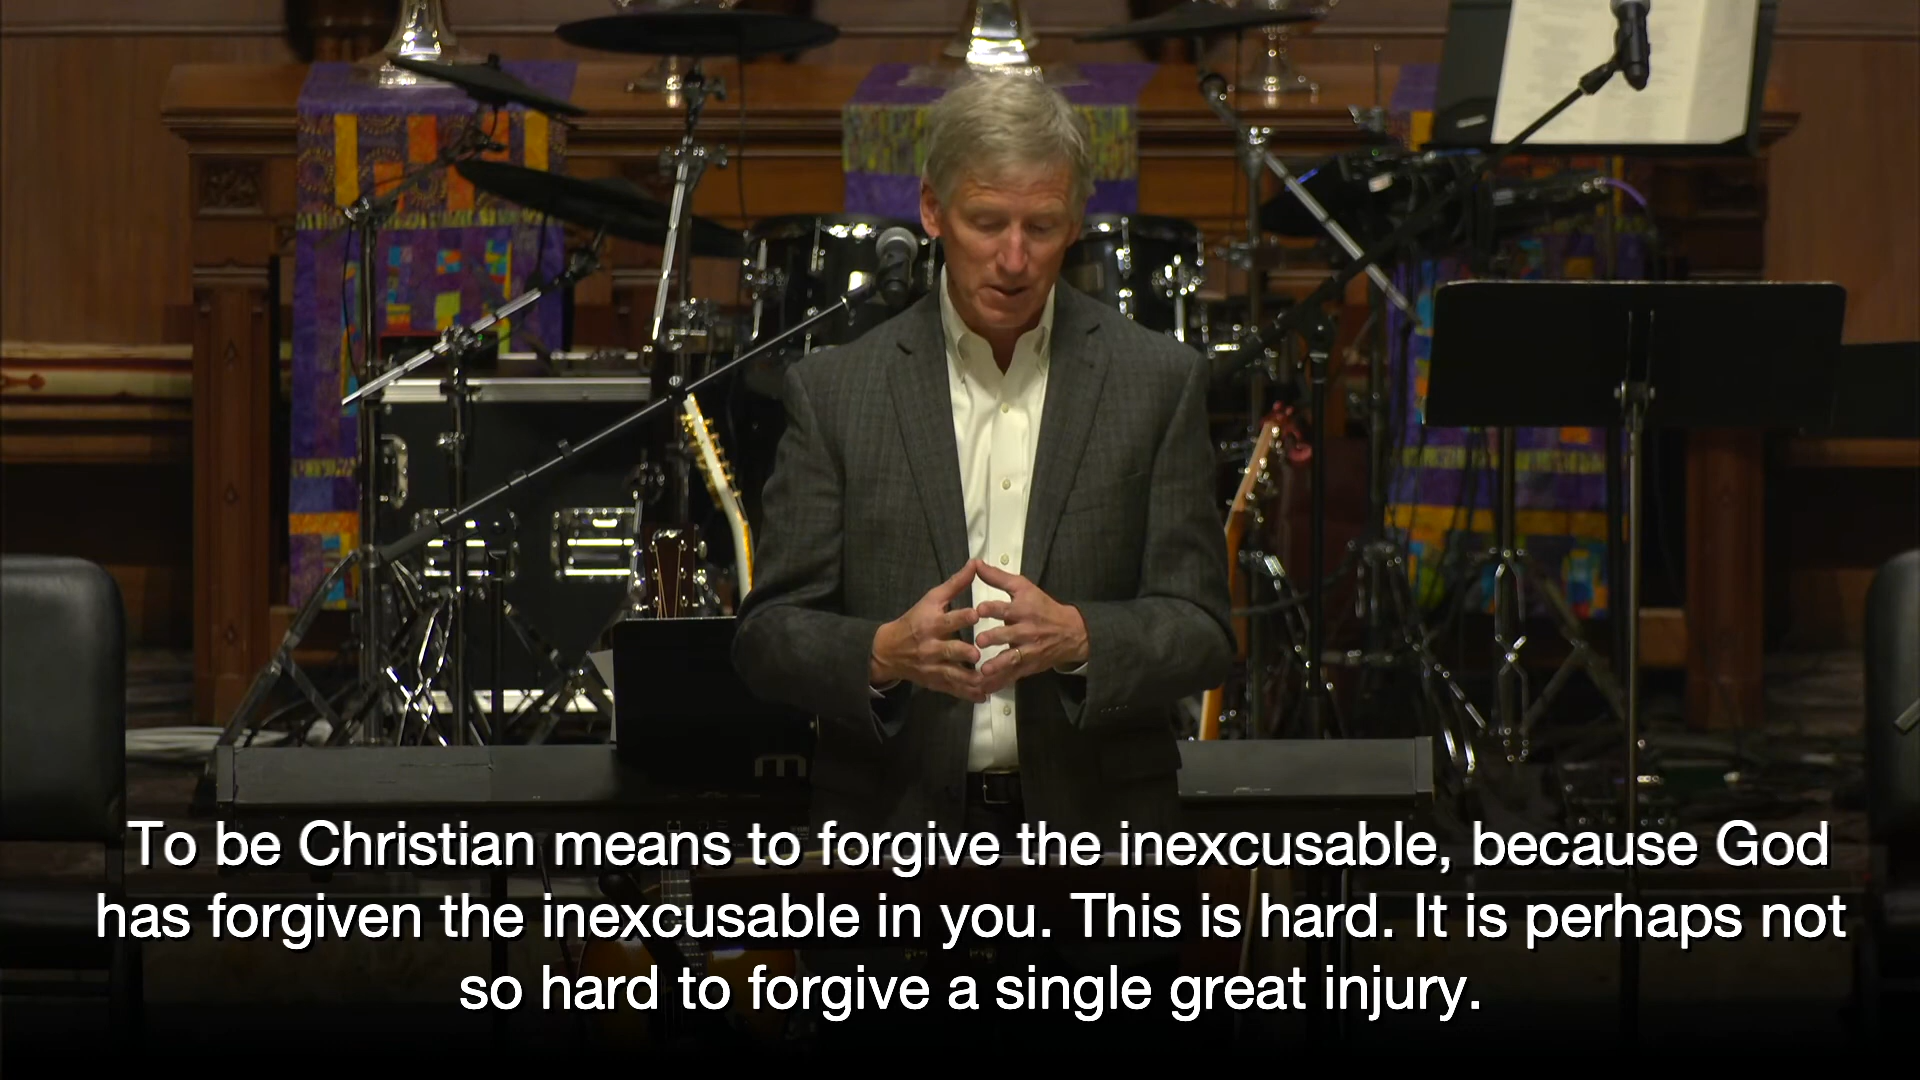 m
To be Christian means to forgive the inexcusable, because God
has forgiven the inexcusable in you. This is hard. It is perhaps not
so hard to forgive a single great injury.